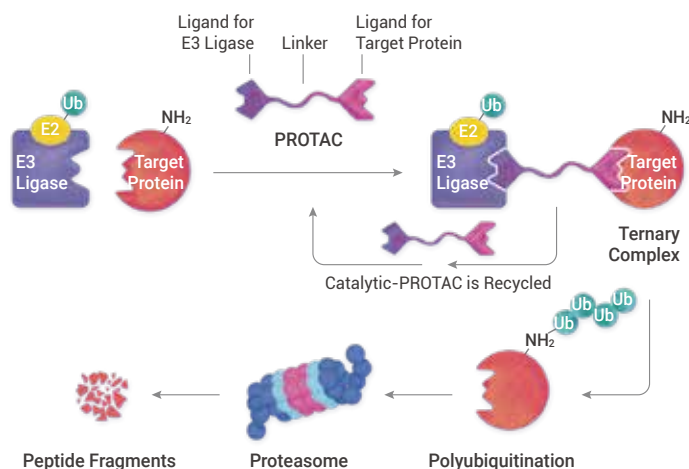 Ligand for
E3 Ligase
Linker
Ligand for
Target Protein
PROTAC
Ub
E2
E3
Ligase
NH2
Target
Protein
Ub
E2
E3
Ligase
NH2
Target
Protein
Ternary
Complex
Catalytic-PROTAC is Recycled
Ub
Ub
Ub
Ub
NH2
Peptide Fragments
Proteasome
Polyubiquitination